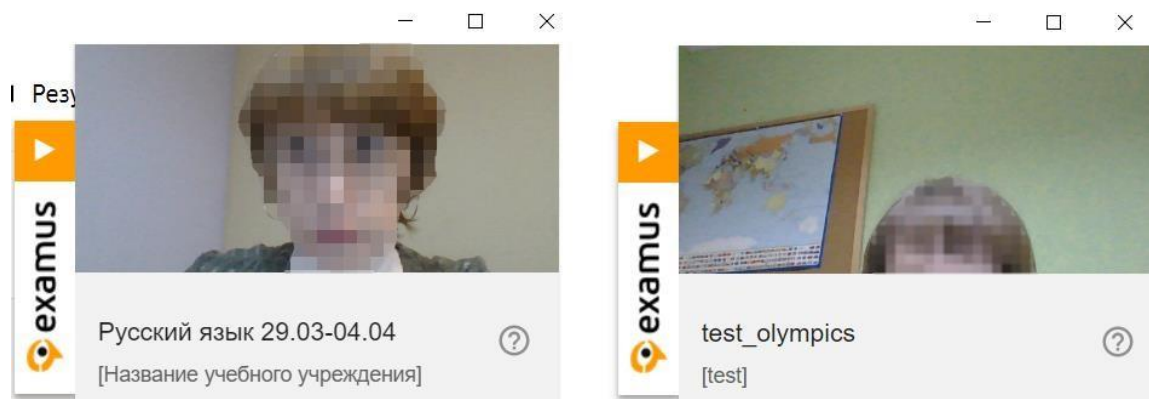 Резу
examus
Русский язык 29.03-04.04
[Название учебного учреждения]
examus
test_olympics
[test]